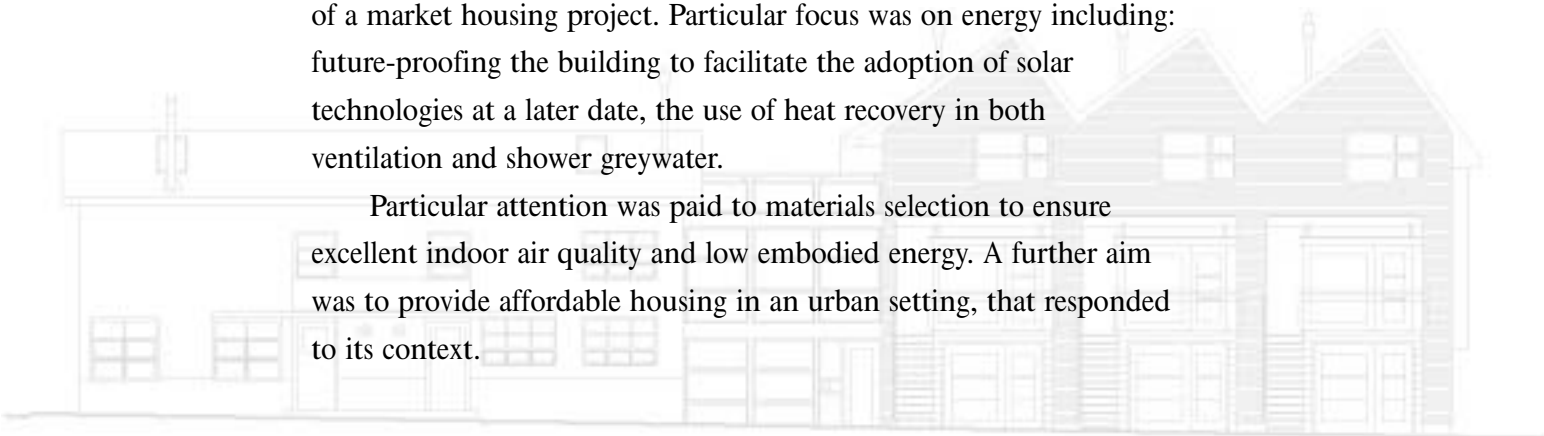 of a market housing project. Particular focus was on energy including:
future-proofing the building to facilitate the adoption of solar
technologies at a later date, the use of heat recovery in both
ventilation and shower greywater.
Particular attention was paid to materials selection to ensure
excellent indoor air quality and low embodied energy. A further aim
was to provide affordable housing in an urban setting, that responded
to its context.